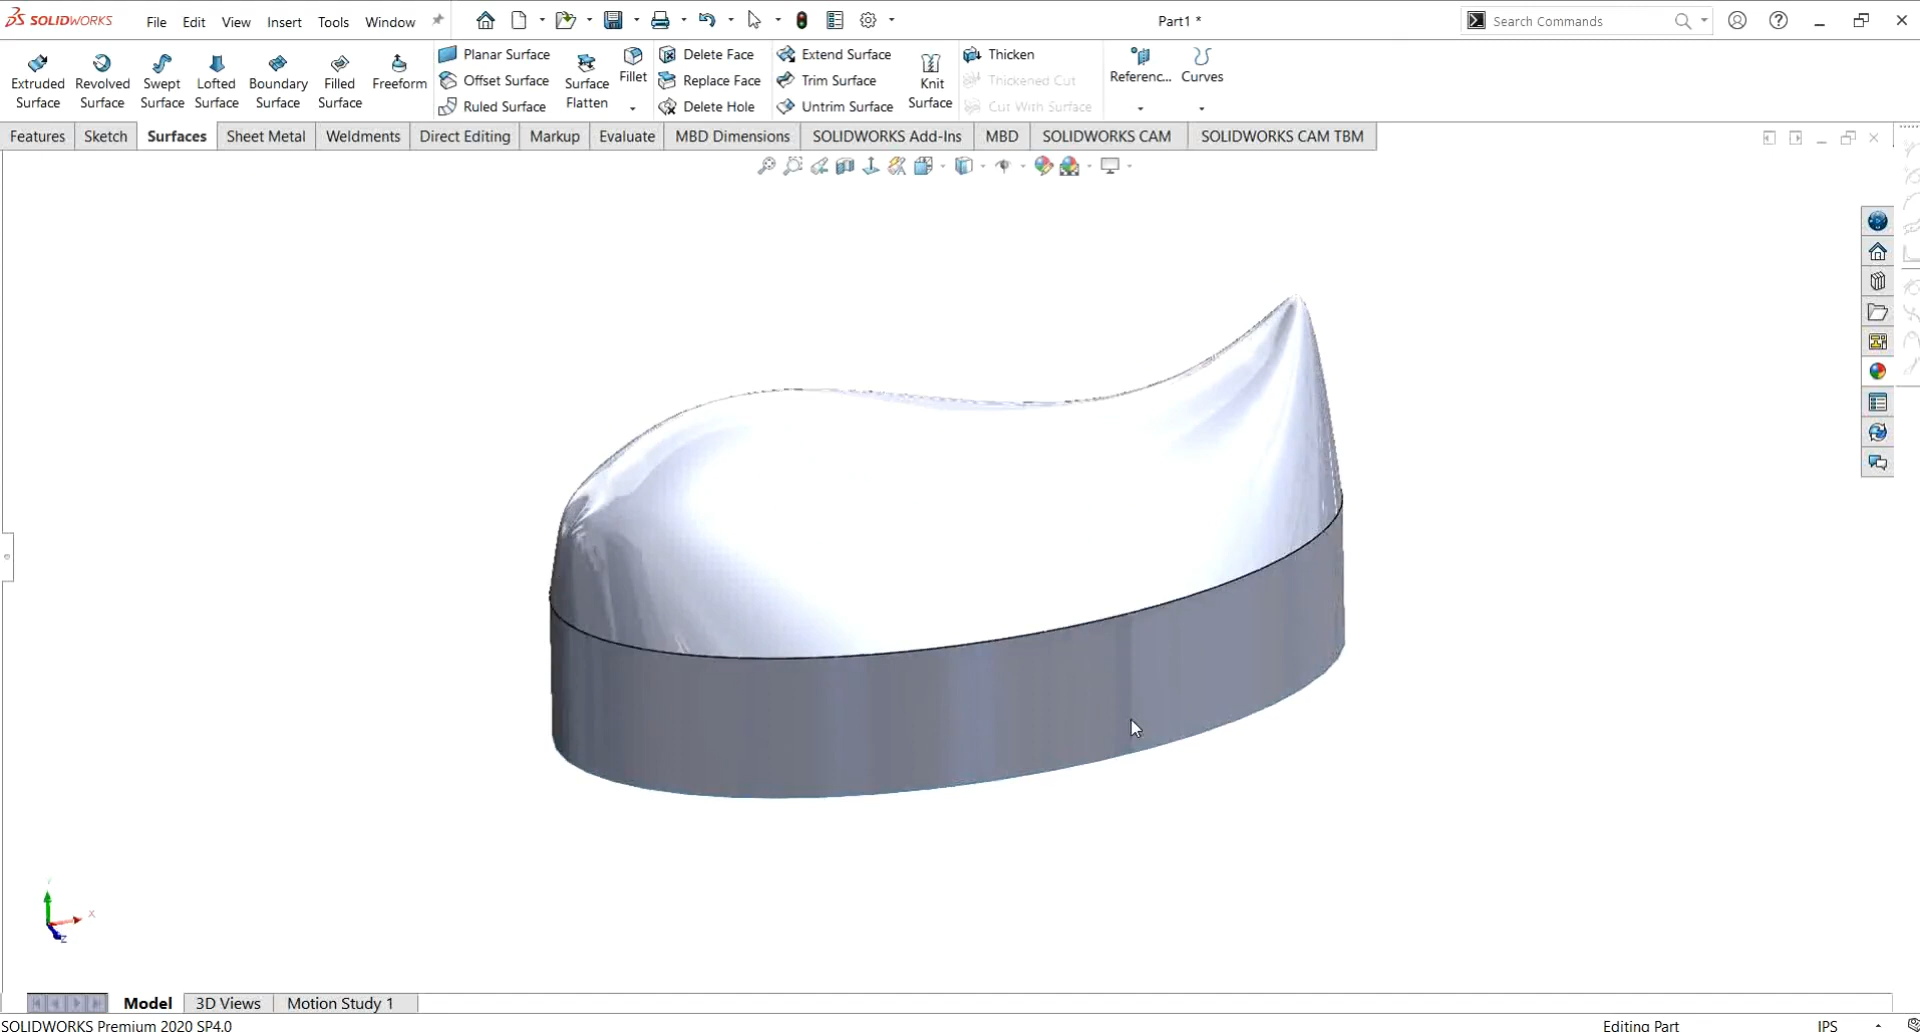 SOLIDWORKS File Edit View Insert Tools Window Part1 * Search Commands
Extruded Surface
Revolved Surface
Swept Surface
Lofted Surface
Boundary Surface
Filled Surface
Freeform
Planar Surface
Offset Surface
Ruled Surface
Surface Flatten
Fillet
Delete Face
Replace Face
Delete Hole
Extend Surface
Trim Surface
Untrim Surface
Knit Surface
Thicken
Thickened Cut
Cut With Surface
Referenc...
Curves
Features Sketch Surfaces Sheet Metal Weldments Direct Editing Markup Evaluate MBD Dimensions SOLIDWORKS Add-Ins MBD SOLIDWORKS CAM SOLIDWORKS CAM TBM
Y
X
Z
Model 3D Views Motion Study 1
SOLIDWORKS Premium 2020 SP4.0 Editing Part IPS